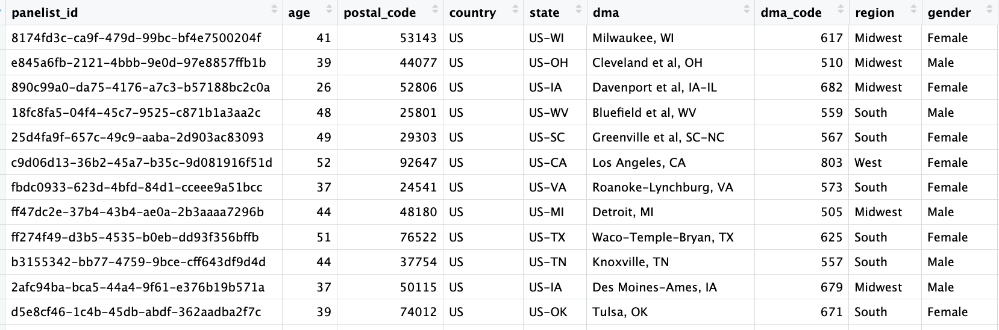 panelist_id age postal_code country state dma dma_code region gender
8174fd3c-ca9f-479d-99bc-bf4e7500204f 41 53143 US US-WI Milwaukee, WI 617 Midwest Female
e845a6fb-2121-4bbb-9e0d-97e8857ffb1b 39 44077 US US-OH Cleveland et al, OH 510 Midwest Male
890c99a0-da75-4176-a7c3-b57188bc2c0a 26 52806 US US-IA Davenport et al, IA-IL 682 Midwest Female
18fc8fa5-04f4-45c7-9525-c871b1a3aa2c 48 25801 US US-WV Bluefield et al, WV 559 South Male
25d4fa9f-657c-49c9-aaba-2d903ac83093 49 29303 US US-SC Greenville et al, SC-NC 567 South Female
c9d06d13-36b2-45a7-b35c-9d081916f51d 52 92647 US US-CA Los Angeles, CA 803 West Female
fbdc0933-623d-4bfd-84d1-cceee9a51bcc 37 24541 US US-VA Roanoke-Lynchburg, VA 573 South Female
ff47dc2e-37b4-43b4-ae0a-2b3aaaa7296b 44 48180 US US-MI Detroit, MI 505 Midwest Male
ff274f49-d3b5-4535-b0eb-dd93f356bffb 51 76522 US US-TX Waco-Temple-Bryan, TX 625 South Female
b3155342-bb77-4759-9bce-cff643df9d4d 44 37754 US US-TN Knoxville, TN 557 South Male
2afc94ba-bca5-44a4-9f61-e376b19b571a 37 50115 US US-IA Des Moines-Ames, IA 679 Midwest Male
d5e8cf46-1c4b-45db-abdf-362aadba2f7c 39 74012 US US-OK Tulsa, OK 671 South Female